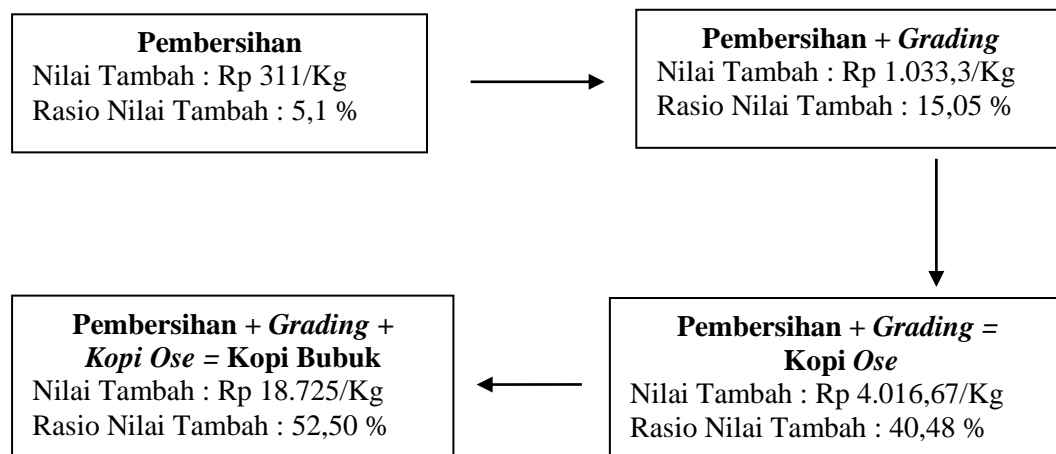 Pembersihan
Nilai Tambah : Rp 311/Kg
Rasio Nilai Tambah : 5,1 %
Pembersihan + Grading
Nilai Tambah : Rp 1.033,3/Kg
Rasio Nilai Tambah : 15,05 %
Pembersihan + Grading =
Kopi Ose
Nilai Tambah : Rp 4.016,67/Kg
Rasio Nilai Tambah : 40,48 %
Pembersihan + Grading +
Kopi Ose = Kopi Bubuk
Nilai Tambah : Rp 18.725/Kg
Rasio Nilai Tambah : 52,50 %